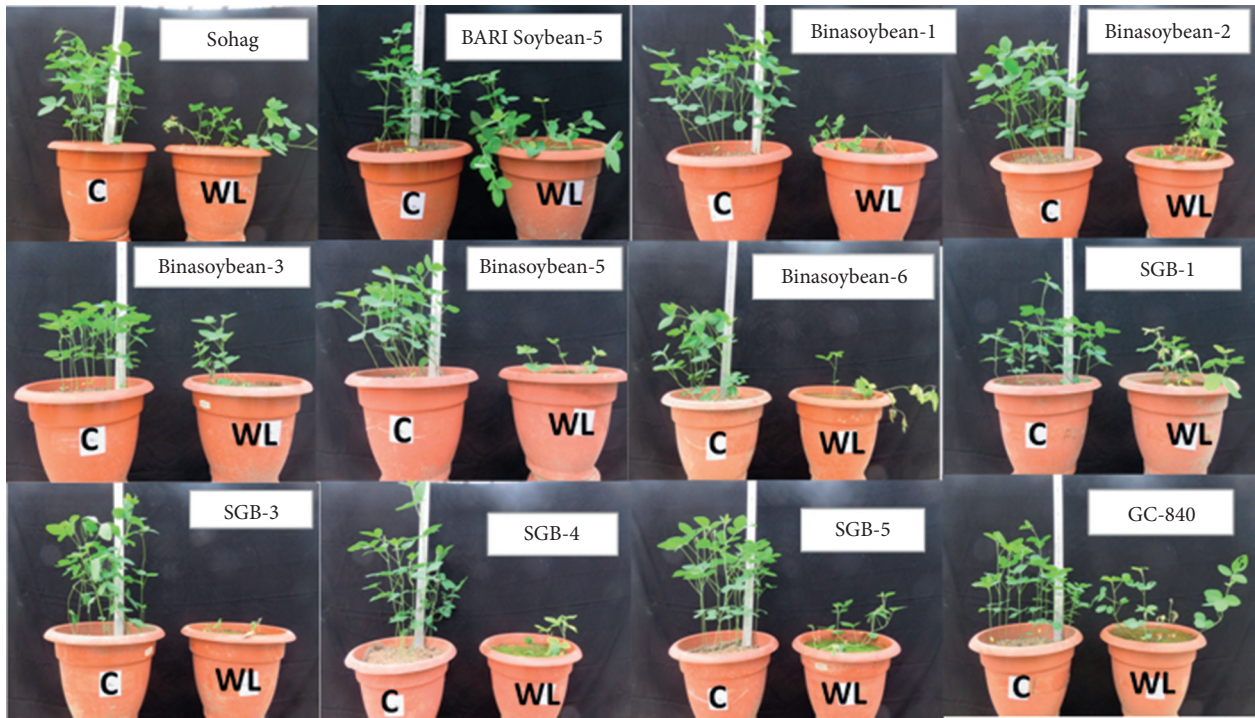 Sohag
BARI Soybean-5
Binasoybean-1
Binasoybean-2
C
WL
C
WL
C
WL
C
WL
Binasoybean-3
Binasoybean-5
Binasoybean-6
SGB-1
C
WL
C
WL
C
WL
C
WL
SGB-3
SGB-4
SGB-5
GC-840
C
WL
C
WL
C
WL
C
WL